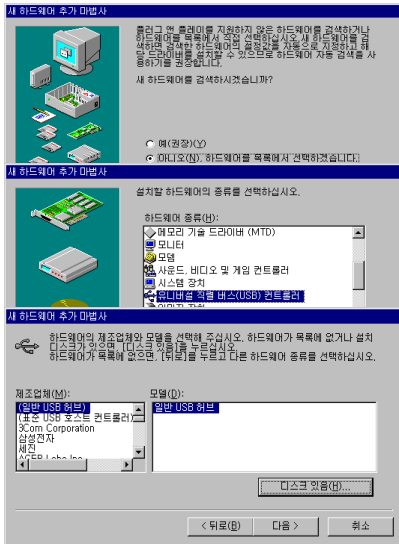 새 하드웨어 추가 마법사
플러그 앤 플레이를 지원하지 않은 하드웨어를 검색하거나
하드웨어를 목록에서 직접 선택하십시오.새 하드웨어를 검
색하면 검색한 하드웨어의 설정값을 자동으로 지정하고 해
당 드라이버를 설치할 수 있으므로 하드웨어 자동 검색을 사
용하기를 권장합니다.
새 하드웨어를 검색하시겠습니까?
예(권장)(Y)
아니오(N), 하드웨어를 목록에서 선택하겠습니다.
새 하드웨어 추가 마법사
설치할 하드웨어의 종류를 선택하십시오.
하드웨어 종류(H):
메모리 기술 드라이버 (MTD)
모니터
모뎀
사운드, 비디오 및 게임 컨트롤러
시스템 장치
유니버설 직렬 버스(USB) 컨트롤러
새 하드웨어 추가 마법사
하드웨어의 제조업체와 모델을 선택해 주십시오. 하드웨어가 목록에 없거나 설치
디스크가 있으면, [디스크 있음]을 누르십시오.
하드웨어가 목록에 없으면, [뒤로]를 누르고 다른 하드웨어 종류를 선택하십시오.
제조업체(M):
모델(D):
(일반 USB 허브)
(표준 USB 호스트 컨트롤러)
3Com Corporation
삼성전자
세진
ACER Labs Inc
일반 USB 허브
디스크 있음(H)...
< 뒤로(B)
다음 >
취소